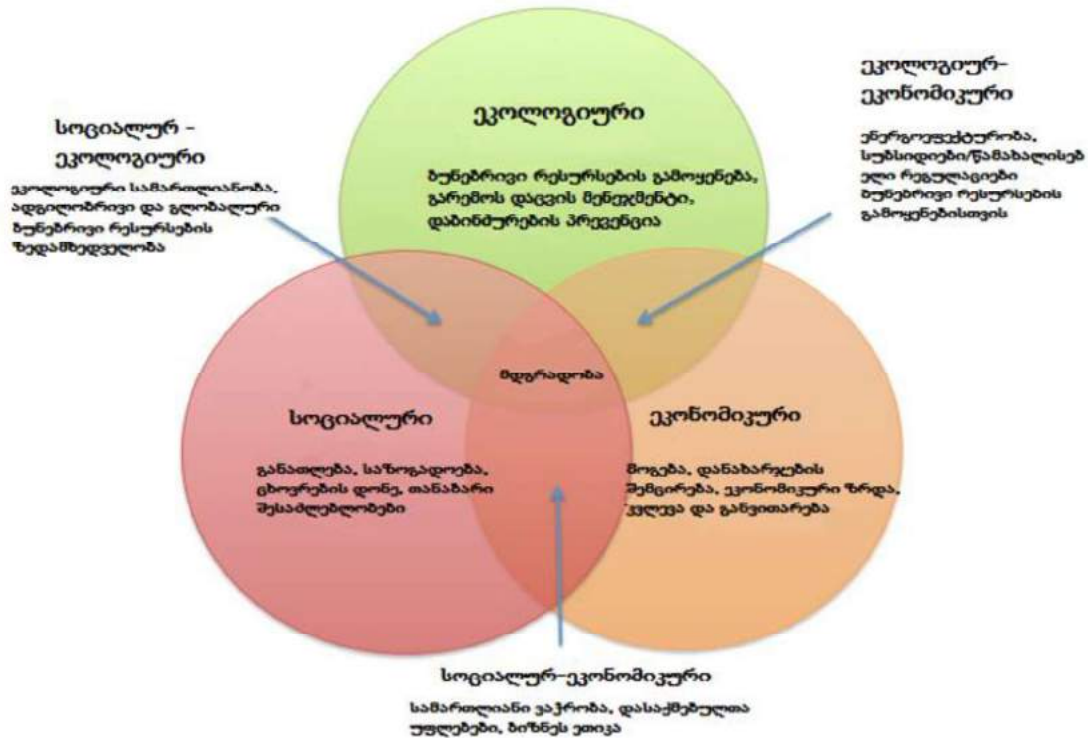 ეკოლოგიური
ბუნებრივი რესურსების გამოყენება,
გარემოს დაცვის მენეჯმენტი,
დაბინძურების პრევენცია
სოციალურ -
ეკოლოგიური
ეკოლოგიური სამართლიანობა,
ადგილობრივი და გლობალური
ბუნებრივი რესურსების
ზედამხედველობა
ეკოლოგიურ-
ეკონომიკური
ენერგოეფექტურობა,
სუბსიდიები/წამახალისებ
ელი რეგულაციები
ბუნებრივი რესურსების
გამოყენებისთვის
მდგრადობა
სოციალური
განათლება, საზოგადოება,
ცხოვრების დონე, თანაბარი
შესაძლებლობები
ეკონომიკური
მოგება, დანახარჯების
შემცირება, ეკონომიკური ზრდა,
კვლევა და განვითარება
სოციალურ-ეკონომიკური
სამართლიანი ვაჭრობა, დასაქმებულთა
უფლებები, ბიზნეს ეთიკა